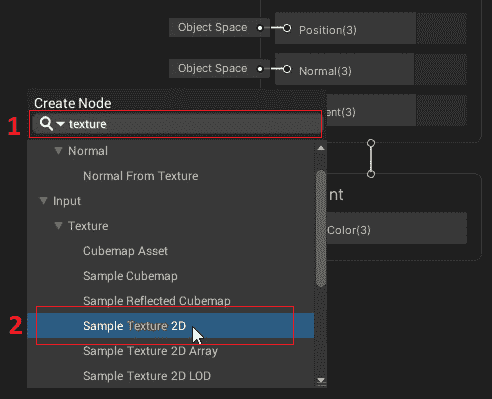 Object Space
Position(3)
Object Space
Normal(3)
Create Node
1
texture
ent(3)
Normal
Normal From Texture
Input
nt
Texture
Color(3)
Cubemap Asset
Sample Cubemap
Sample Reflected Cubemap
2
Sample Texture 2D
Sample Texture 2D Array
Sample Texture 2D LOD